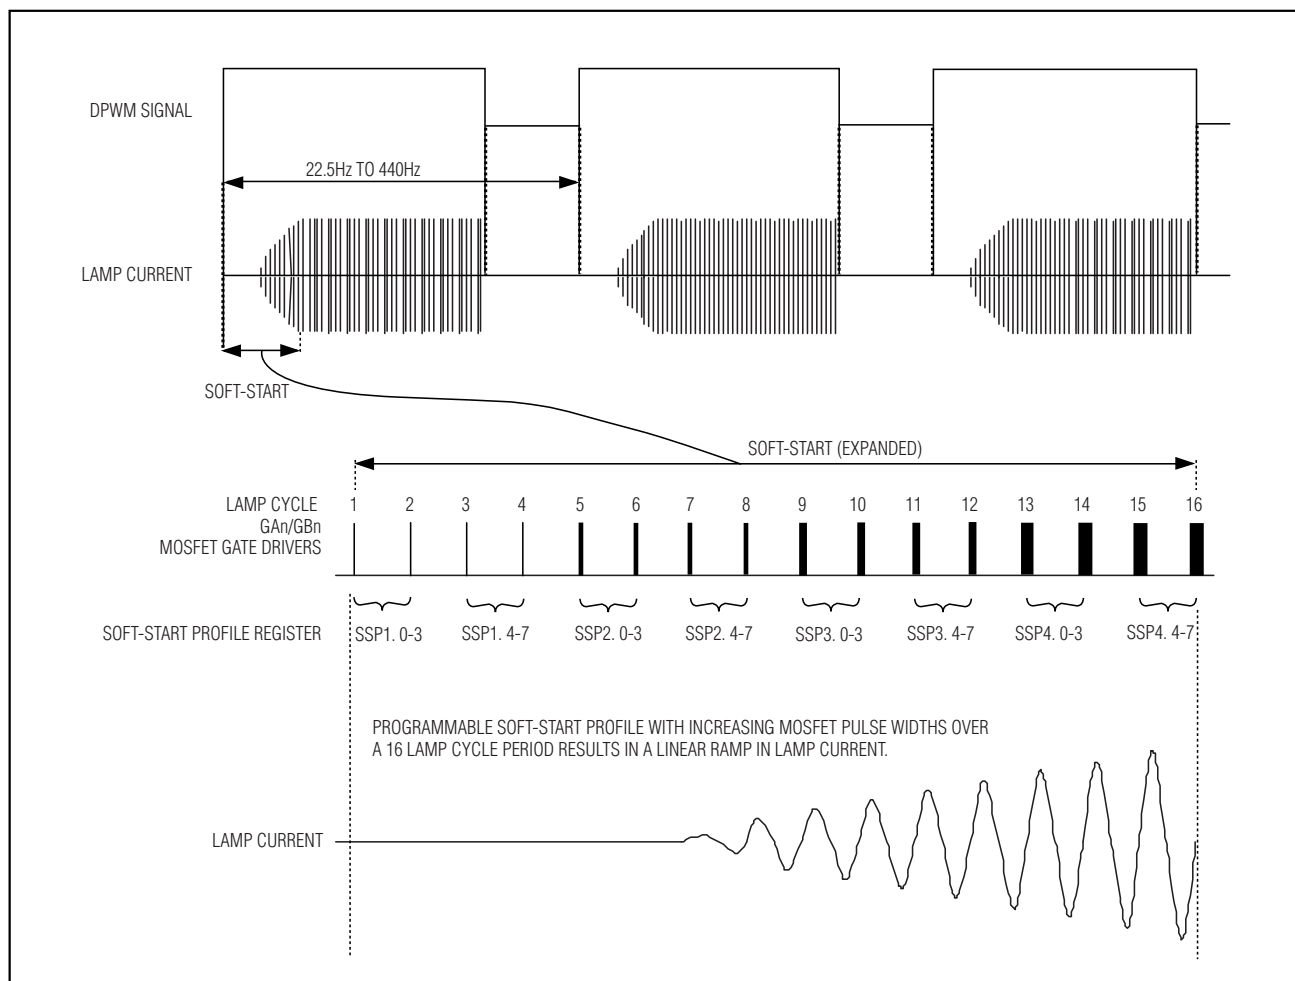 DPWM SIGNAL
22.5Hz TO 440Hz
LAMP CURRENT
SOFT-START
SOFT-START (EXPANDED)
LAMP CYCLE 1 2 3 4 5 6 7 8 9 10 11 12 13 14 15 16
GAn/GBn
MOSFET GATE DRIVERS
SOFT-START PROFILE REGISTER SSP1. 0-3 SSP1. 4-7 SSP2. 0-3 SSP2. 4-7 SSP3. 0-3 SSP3. 4-7 SSP4. 0-3 SSP4. 4-7
PROGRAMMABLE SOFT-START PROFILE WITH INCREASING MOSFET PULSE WIDTHS OVER
A 16 LAMP CYCLE PERIOD RESULTS IN A LINEAR RAMP IN LAMP CURRENT.
LAMP CURRENT